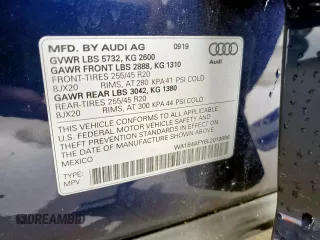 MFD. BY AUDI AG 0919
GVWR LBS 5732, KG 2600
GAWR FRONT LBS 2888, KG 1310
FRONT-TIRES 255/45 R20
8JX20 RIMS, AT 280 KPA 41 PSI COLD
GAWR REAR LBS 3042, KG 1380
REAR-TIRES 255/45 R20
8JX20 RIMS, AT 300 KPA 44 PSI COLD
THIS VEHICLE CONFORMS TO ALL APPLICABLE
U.S. FEDERAL MOTOR VEHICLE SAFETY STANDARDS
IN EFFECT ON THE
DATE OF MANUFACTURE SHOWN ABOVE.
MEXICO
TYPE:
MPV
Audi
DREAMBID